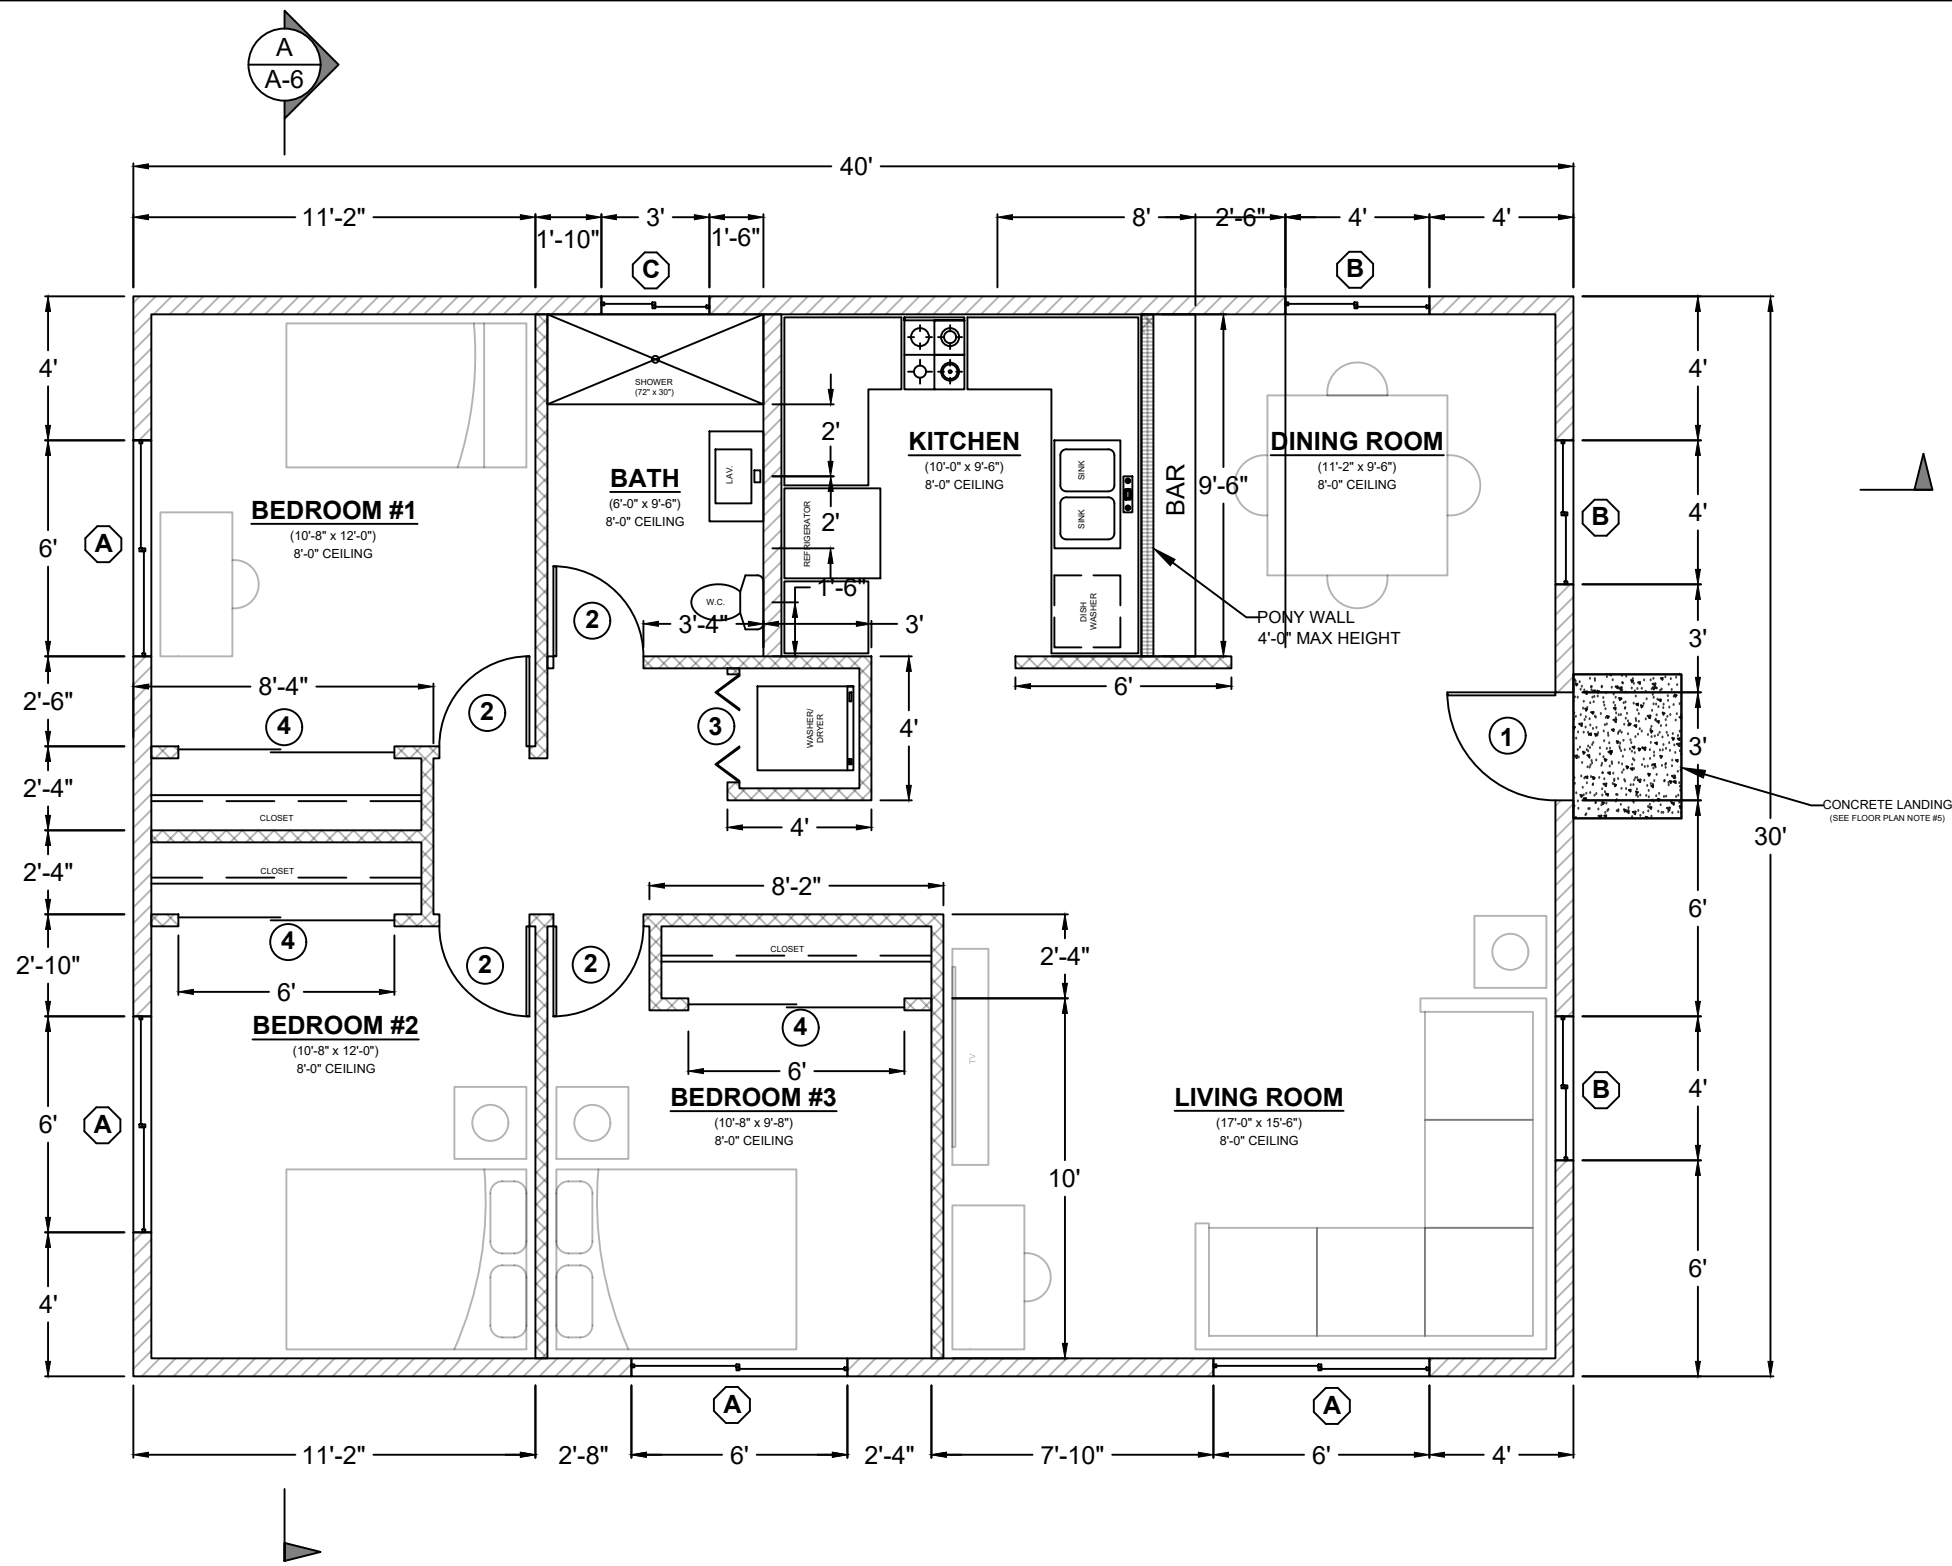 A
A-6
40'
11'-2"
1'-10"
3'
1'-6"
8'
2'-6"
4'
4'
C
B
4'
6'
2'-6"
2'-4"
2'-4"
2'-10"
6'
4'
A
A
SHOWER
(72" x 30")
BATH
(6'-0" x 9'-6")
8'-0" CEILING
LAV.
W.C.
2'
2'
1'-6"
3'-4"
3'
REFRIGERATOR
KITCHEN
(10'-0" x 9'-6")
8'-0" CEILING
SINK
SINK
DISH
WASHER
BAR
9'-6"
DINING ROOM
(11'-2" x 9'-6")
8'-0" CEILING
PONY WALL
4'-0" MAX HEIGHT
6'
BEDROOM #1
(10'-8" x 12'-0")
8'-0" CEILING
8'-4"
4
2
2
3
WASHER/
DRYER
4'
4'
CLOSET
CLOSET
4
6'
2
2
8'-2"
CLOSET
4
6'
2'-4"
10'
BEDROOM #2
(10'-8" x 12'-0")
8'-0" CEILING
BEDROOM #3
(10'-8" x 9'-8")
8'-0" CEILING
TV
LIVING ROOM
(17'-0" x 15'-6")
8'-0" CEILING
1
4'
4'
3'
3'
6'
4'
6'
B
B
30'
CONCRETE LANDING
(SEE FLOOR PLAN NOTE #5)
A
A
11'-2"
2'-8"
6'
2'-4"
7'-10"
6'
4'